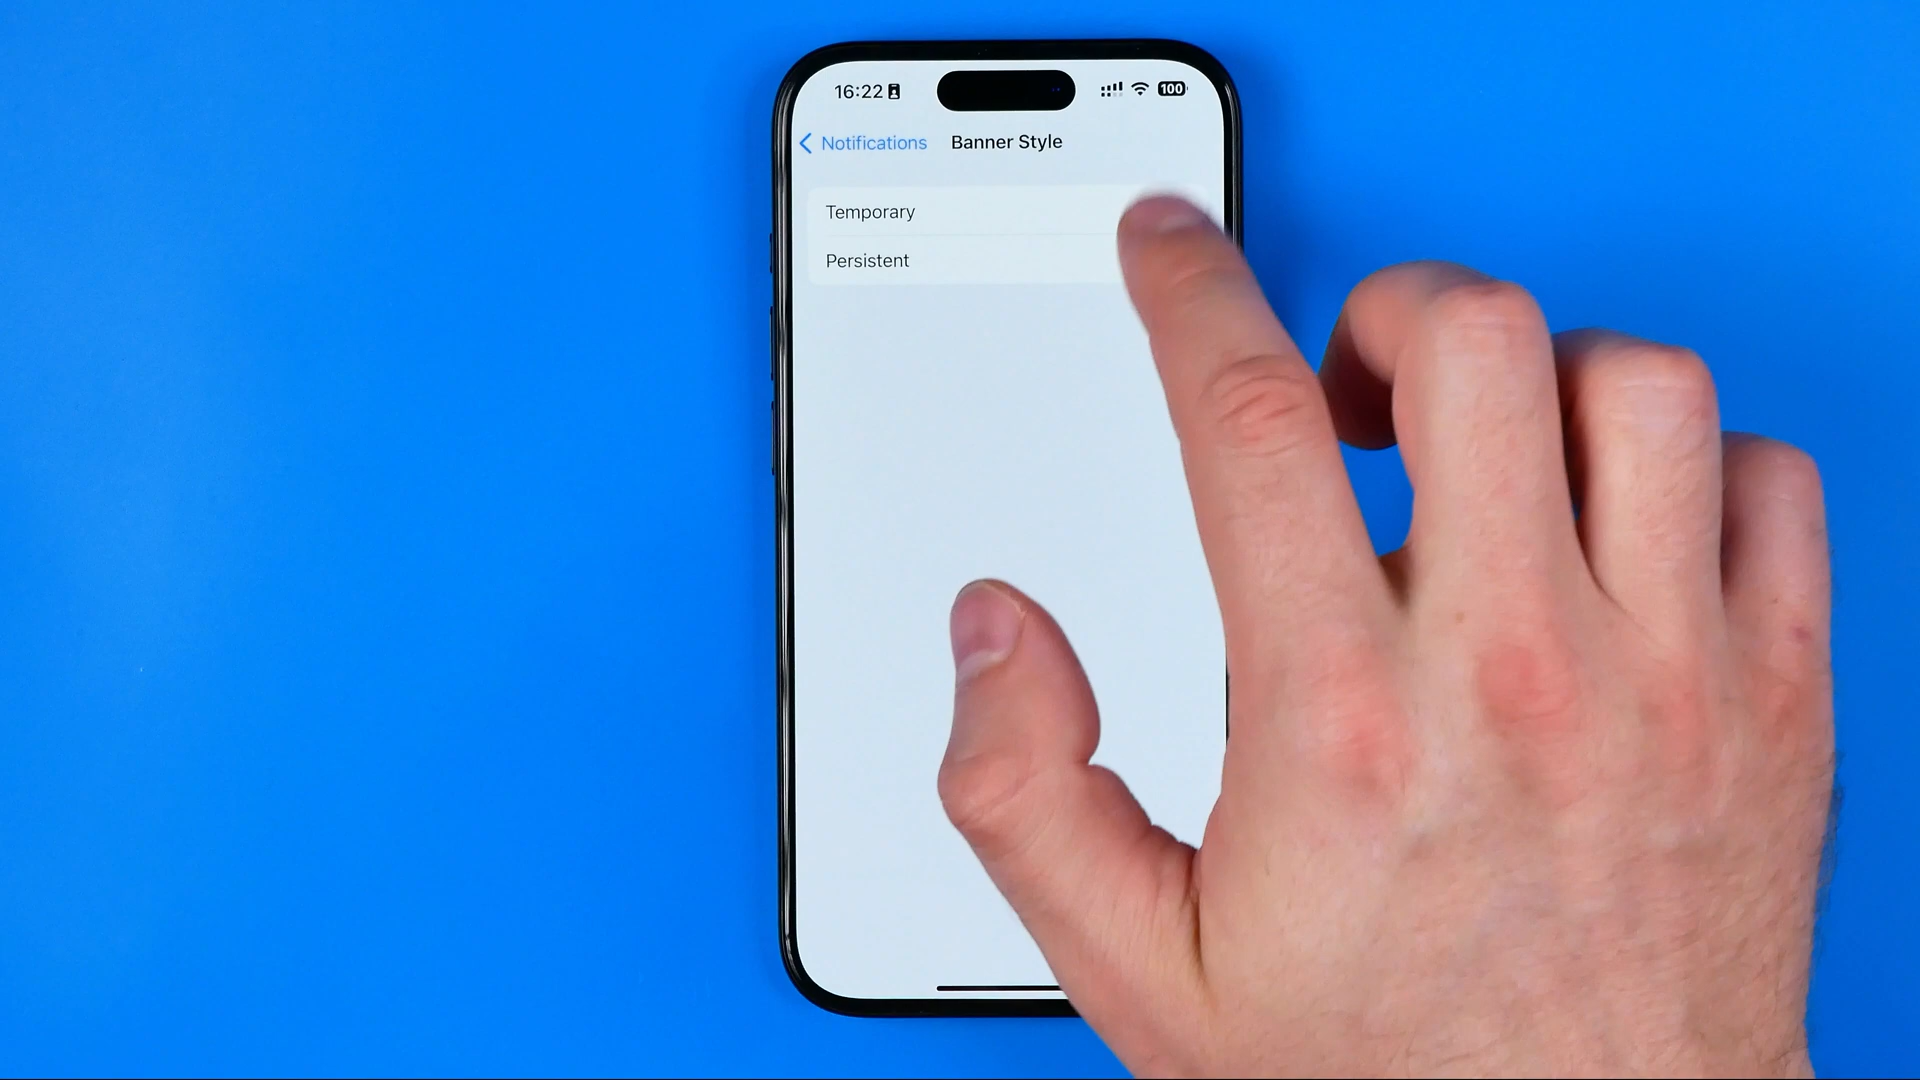 16:22
100
Notifications
Banner Style
Temporary
Persistent